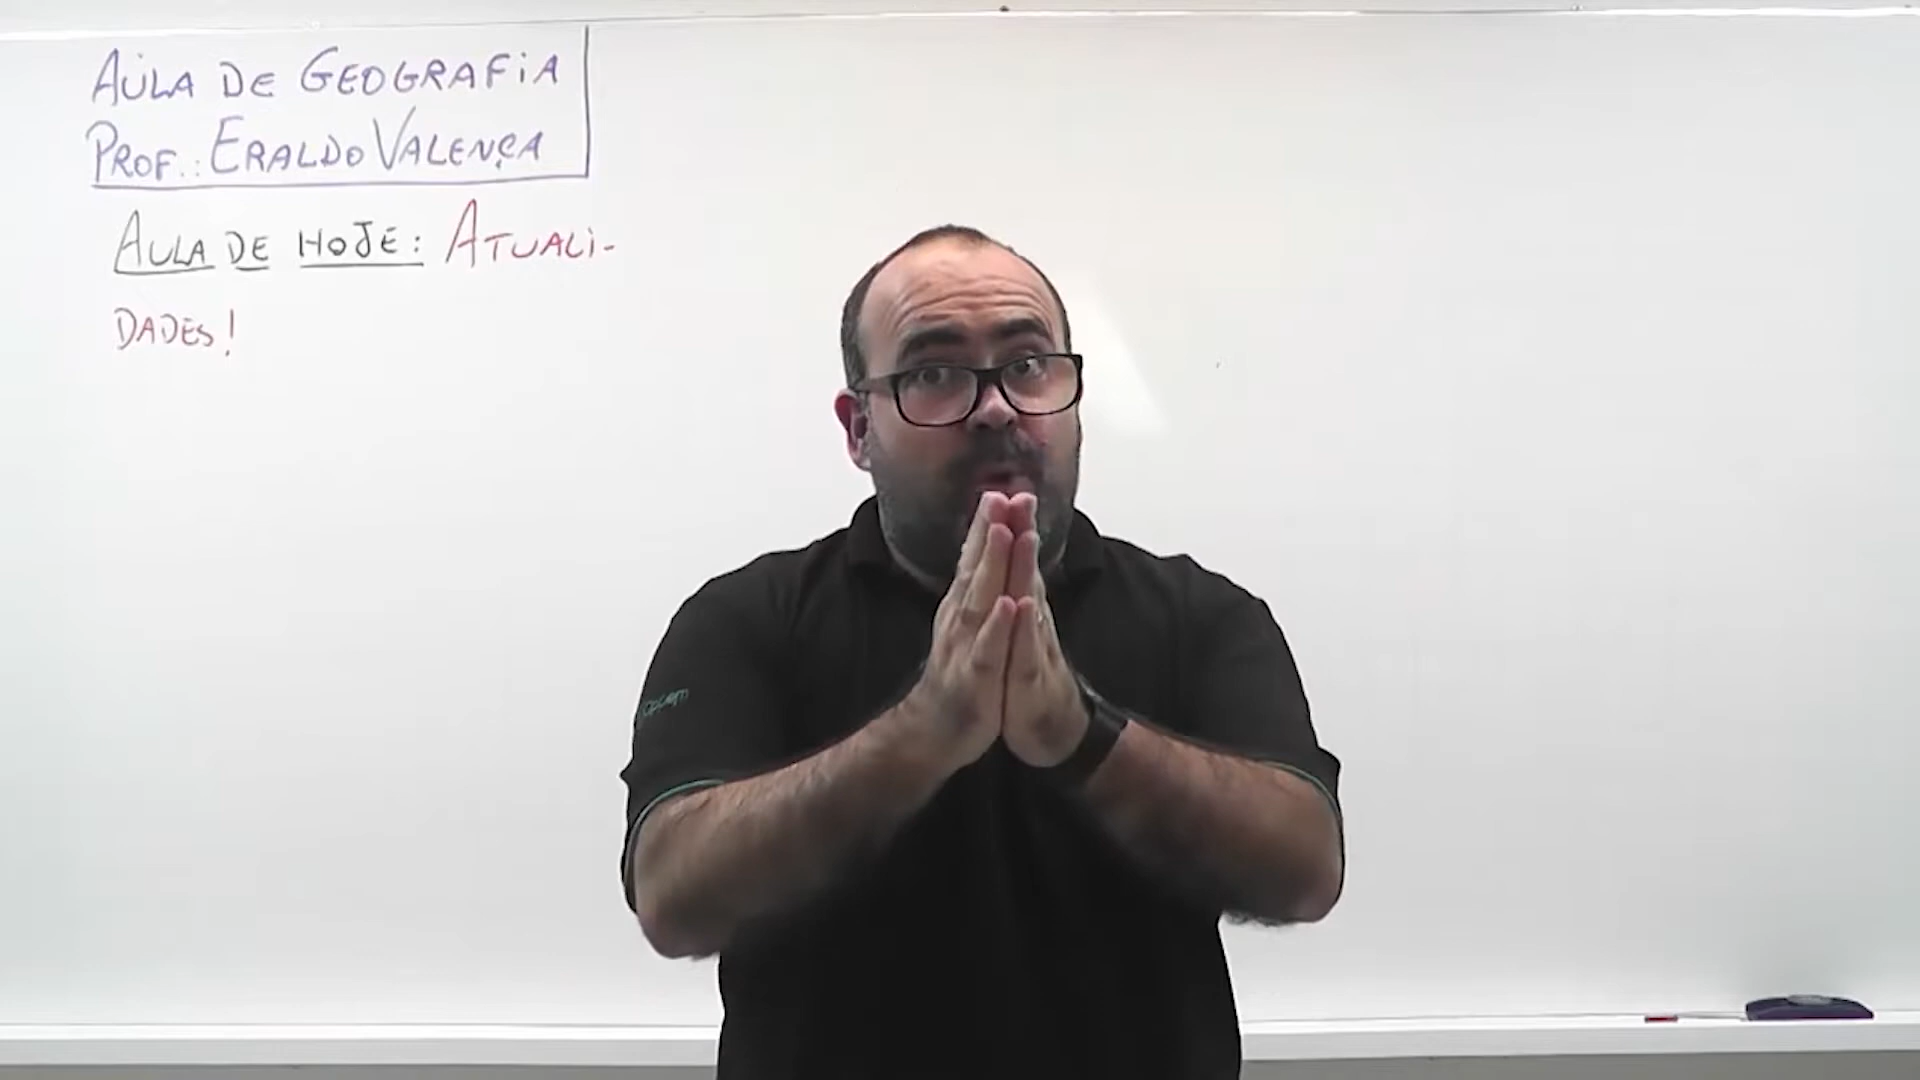 AULA DE GEOGRAFiA
PROF.: ERALDO VALENÇA
AULA DE HOJE: ATUALi-
DADES!